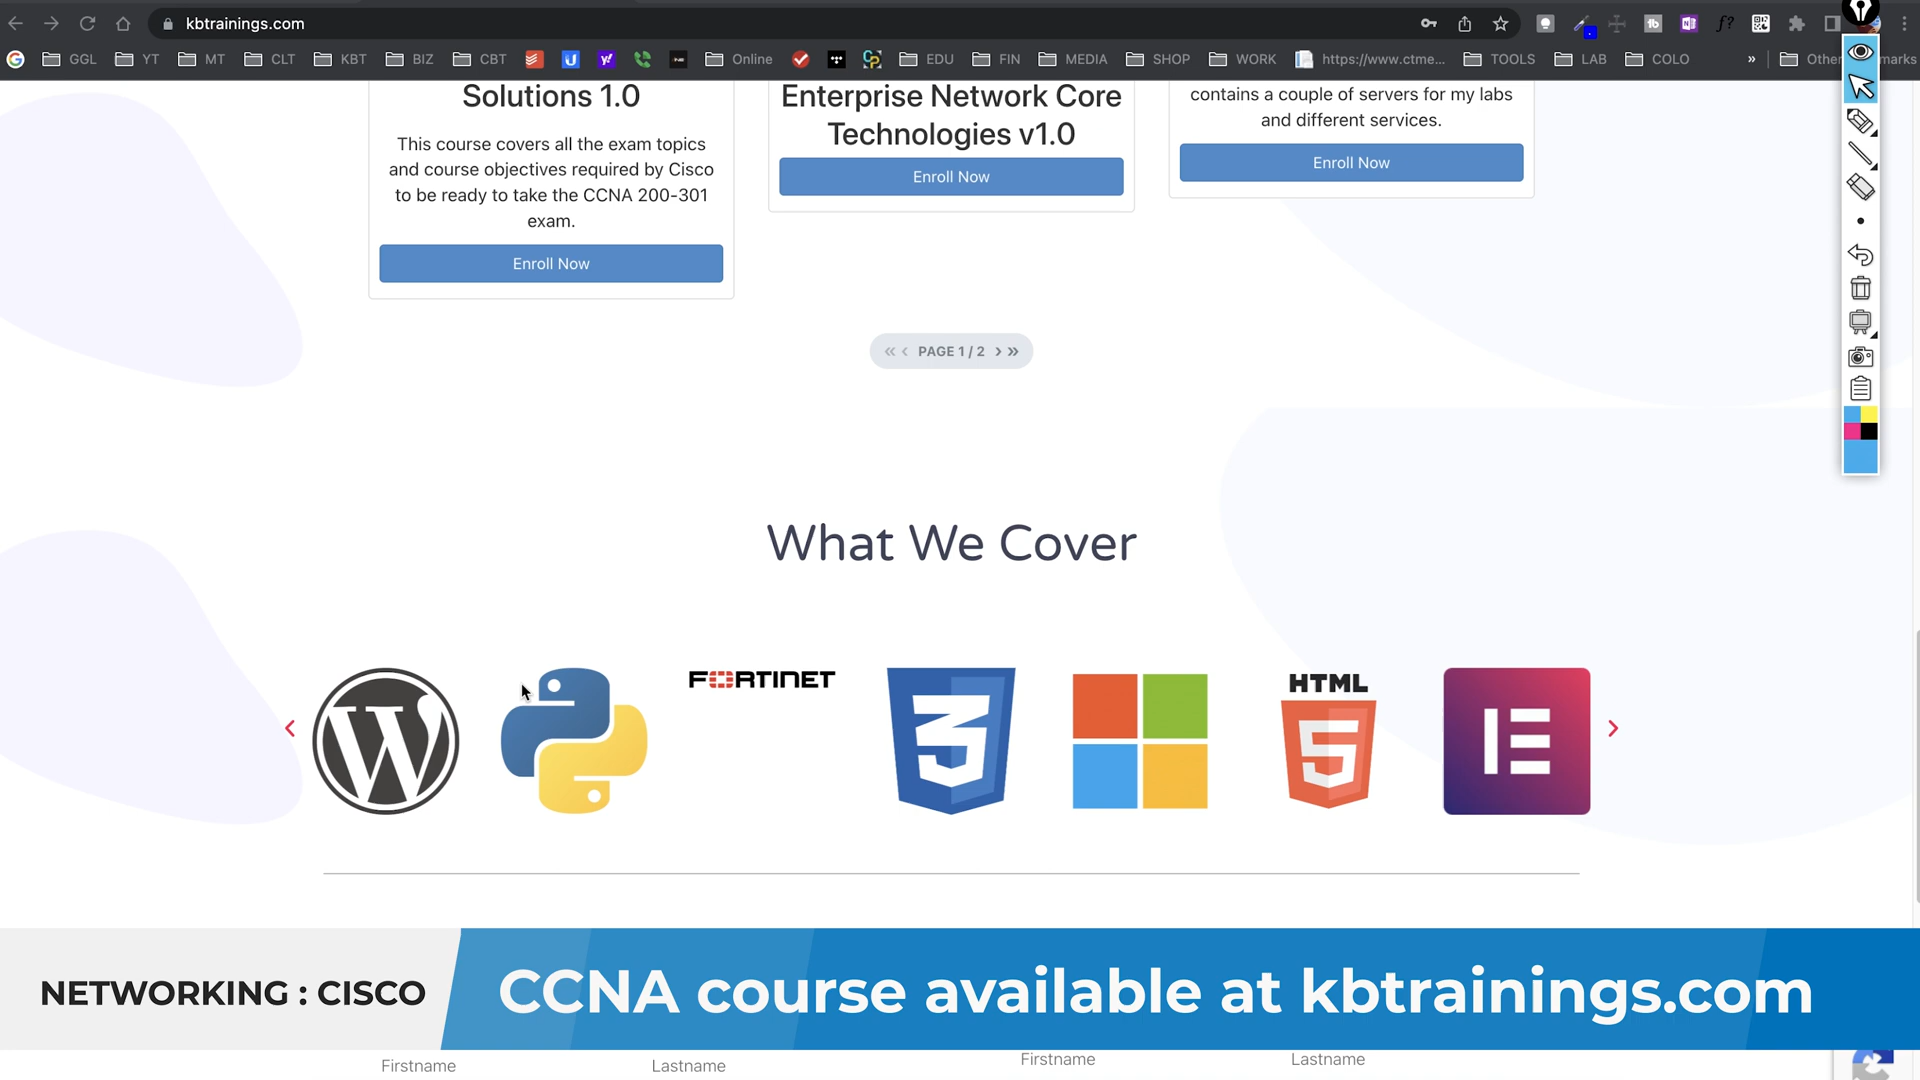 kbtrainings.com
GGL YT MT CLT KBT BIZ CBT Online EDU FIN MEDIA SHOP WORK https://www.ctme... TOOLS LAB COLO » Other marks
Solutions 1.0
This course covers all the exam topics
and course objectives required by Cisco
to be ready to take the CCNA 200-301
exam.
Enroll Now
Enterprise Network Core
Technologies v1.0
Enroll Now
contains a couple of servers for my labs
and different services.
Enroll Now
« ‹ PAGE 1 / 2 › »
What We Cover
FORTINET
3
HTML
5
NETWORKING : CISCO
CCNA course available at kbtrainings.com
Firstname Lastname Firstname Lastname